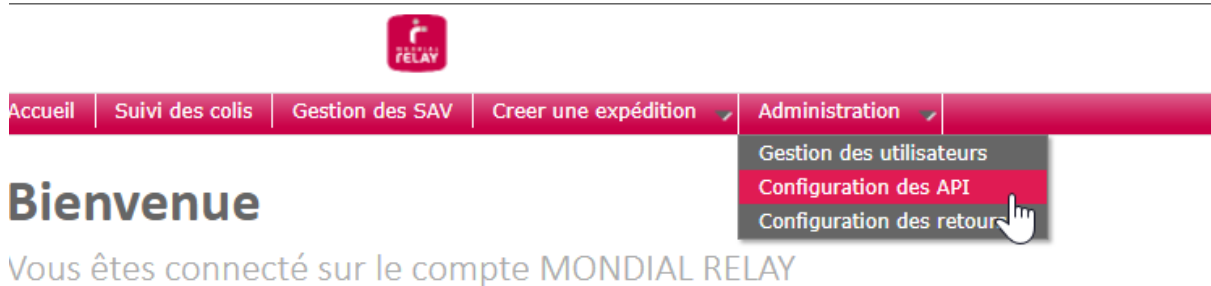 MONDIAL
RELAY
Accueil Suivi des colis Gestion des SAV Creer une expédition Administration
Gestion des utilisateurs
Configuration des API
Configuration des retours
Bienvenue
Vous êtes connecté sur le compte MONDIAL RELAY